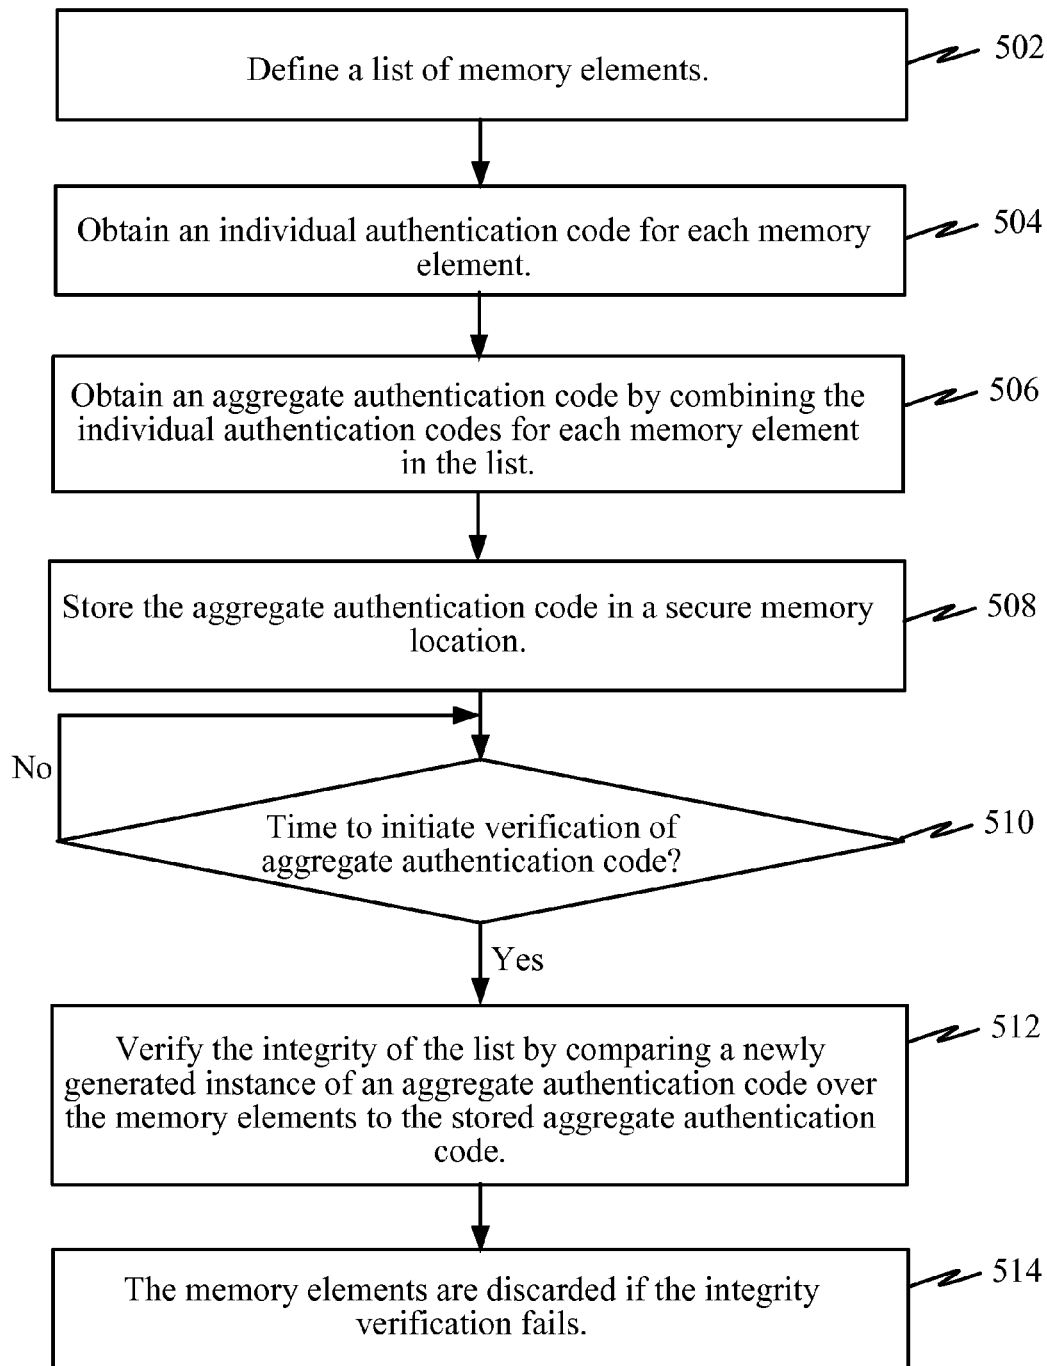 Define a list of memory elements.
502
Obtain an individual authentication code for each memory
element.
504
Obtain an aggregate authentication code by combining the
individual authentication codes for each memory element
in the list.
506
Store the aggregate authentication code in a secure memory
location.
508
No
Time to initiate verification of
aggregate authentication code?
510
Yes
Verify the integrity of the list by comparing a newly
generated instance of an aggregate authentication code over
the memory elements to the stored aggregate authentication
code.
512
The memory elements are discarded if the integrity
verification fails.
514